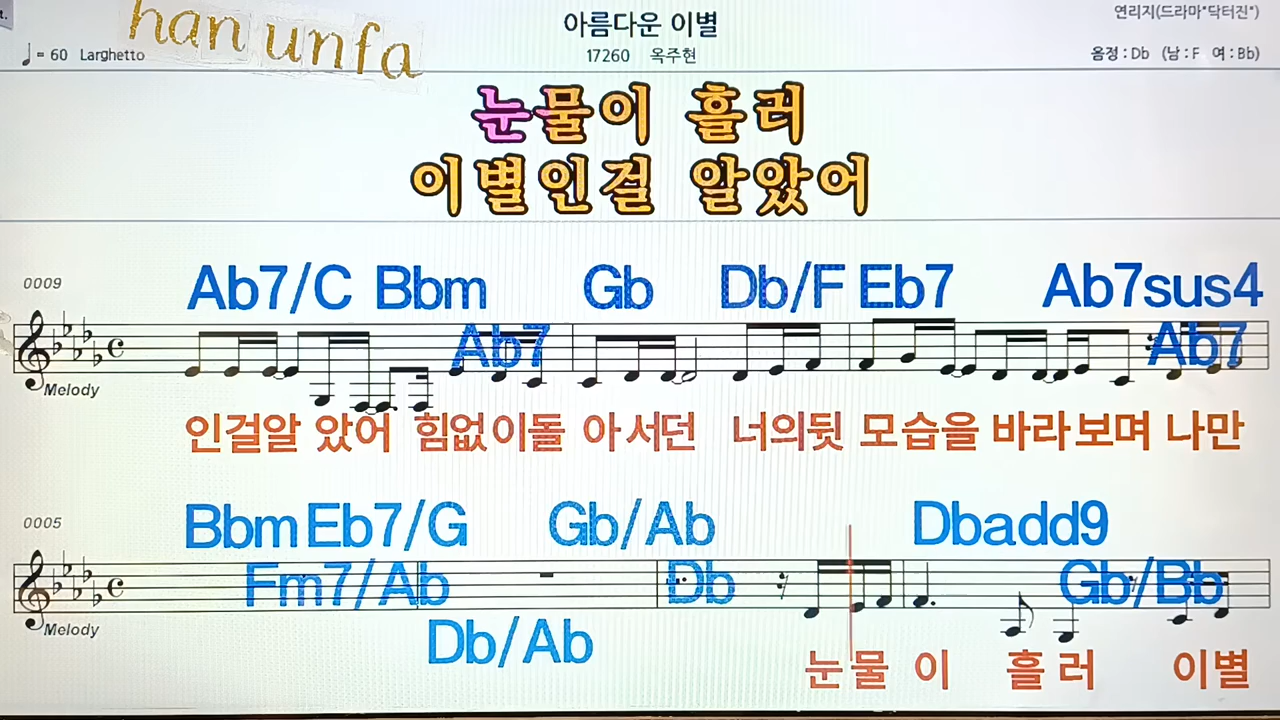 han unfa
아름다운 이별
연리지(드라마"닥터진")
♩= 60 Larghetto
17260 옥주현
음정 : Db (남 : F 여 : Bb)
눈물이 흘러
이별인걸 알았어
0009
Ab7/C Bbm Gb Db/F Eb7 Ab7sus4
Ab7 Ab7
Melody
인걸알 았어 힘없이돌 아서던 너의뒷 모습을 바라보며 나만
0005
Bbm Eb7/G Gb/Ab Dbadd9
Fm7/Ab Db Gb/Bb
Db/Ab
Melody
눈물 이 흘러 이별